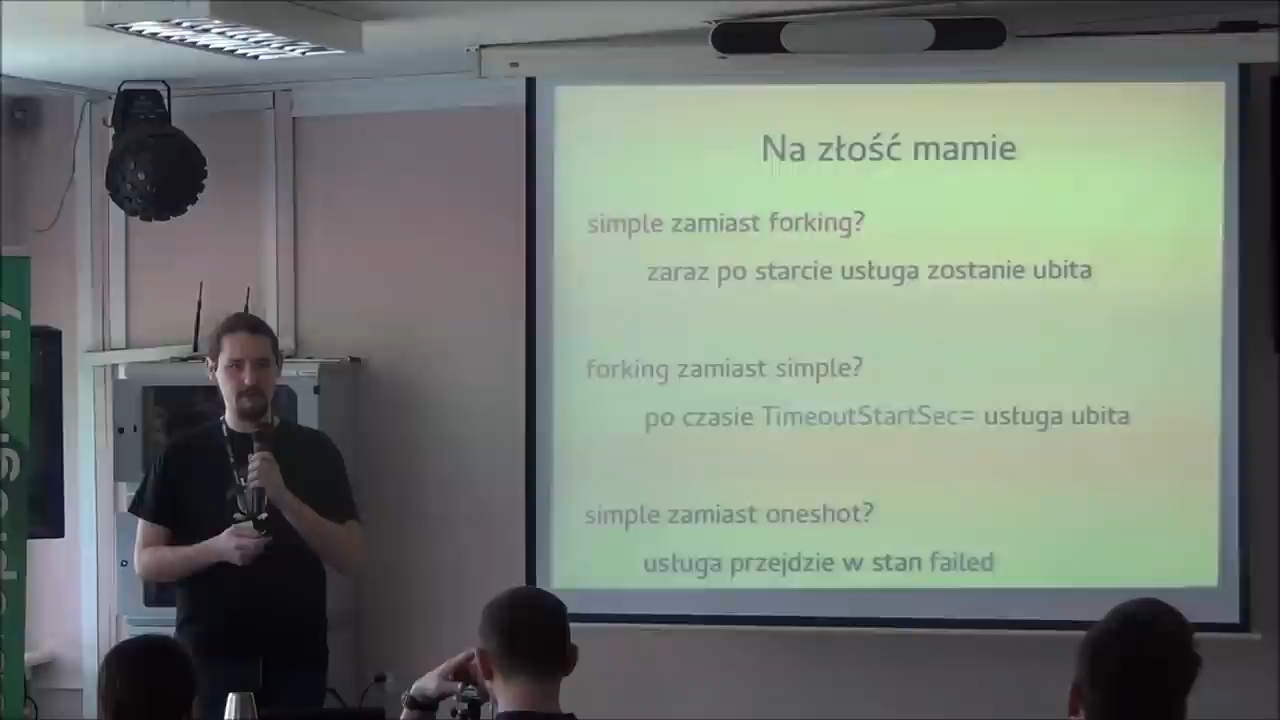 Na złość mamie
simple zamiast forking?
zaraz po starcie usługa zostanie ubita
forking zamiast simple?
po czasie TimeoutStartSec= usługa ubita
simple zamiast oneshot?
usługa przejdzie w stan failed